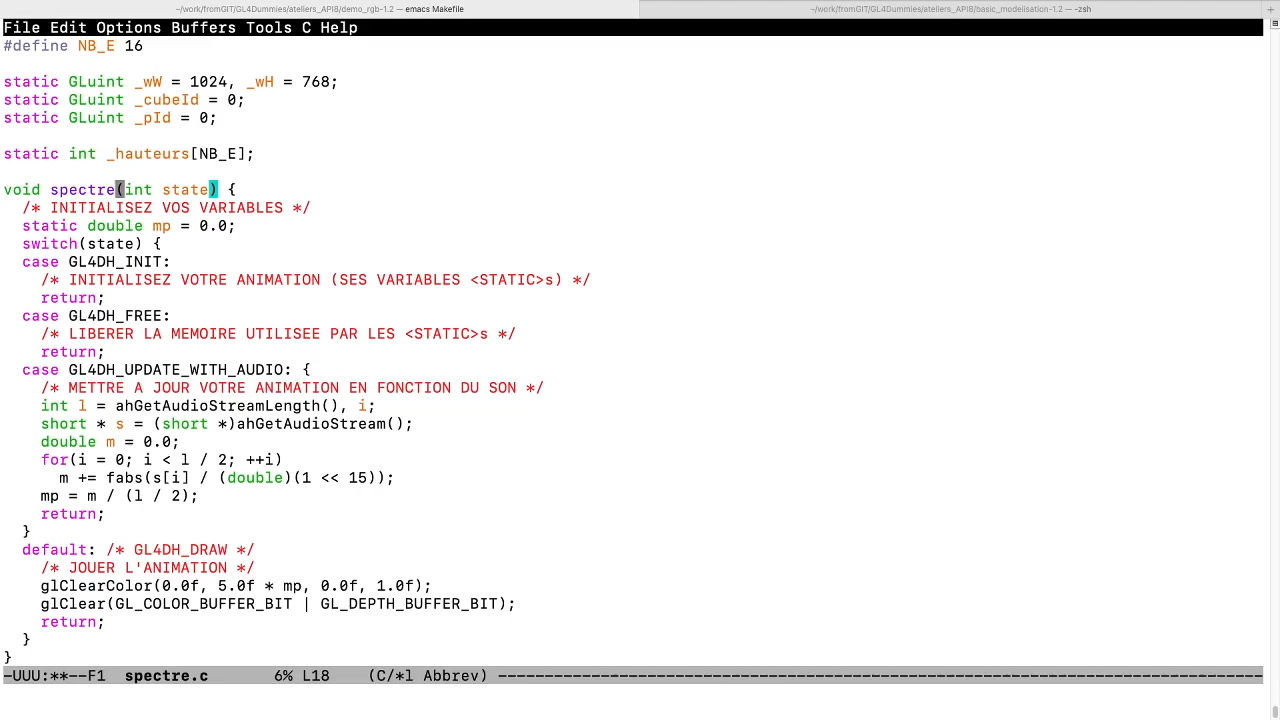 ~/work/fromGIT/GL4Dummies/ateliers_API8/demo_rgb-1.2 — emacs Makefile
~/work/fromGIT/GL4Dummies/ateliers_API8/basic_modelisation-1.2 — -zsh
+
File Edit Options Buffers Tools C Help
#define NB_E 16
static GLuint _wW = 1024, _wH = 768;
static GLuint _cubeId = 0;
static GLuint _pId = 0;
static int _hauteurs[NB_E];
void spectre(int state) {
  /* INITIALISEZ VOS VARIABLES */
  static double mp = 0.0;
  switch(state) {
  case GL4DH_INIT:
    /* INITIALISEZ VOTRE ANIMATION (SES VARIABLES <STATIC>s) */
    return;
  case GL4DH_FREE:
    /* LIBERER LA MEMOIRE UTILISEE PAR LES <STATIC>s */
    return;
  case GL4DH_UPDATE_WITH_AUDIO: {
    /* METTRE A JOUR VOTRE ANIMATION EN FONCTION DU SON */
    int l = ahGetAudioStreamLength(), i;
    short * s = (short *)ahGetAudioStream();
    double m = 0.0;
    for(i = 0; i < l / 2; ++i)
      m += fabs(s[i] / (double)(1 << 15));
    mp = m / (l / 2);
    return;
  }
  default: /* GL4DH_DRAW */
    /* JOUER L'ANIMATION */
    glClearColor(0.0f, 5.0f * mp, 0.0f, 1.0f);
    glClear(GL_COLOR_BUFFER_BIT | GL_DEPTH_BUFFER_BIT);
    return;
  }
}
-UUU:**--F1  spectre.c       6% L18    (C/*l Abbrev) ----------------------------------------------------------------------------------